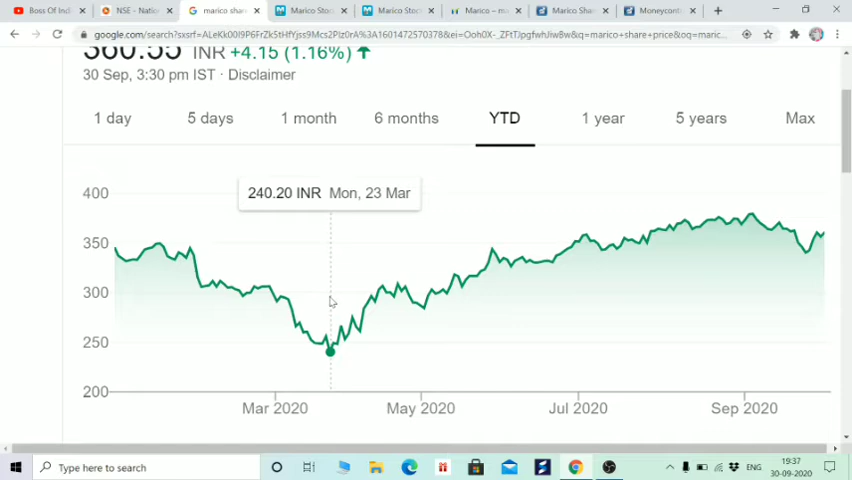 Boss Of Indi
NSE - Nation
marico share
Marico Stoc
Marico Stoc
Marico – m
Marico Sha
Moneycont
google.com/search?sxsrf=ALeKk00I9P6FrZk5tHfYjss9Mcs2PIz0rA%3A1601472570378&ei=Ooh0X-_ZFtTJpgfwhJiwBw&q=marico+share+price&oq=maric...
360.55 INR +4.15 (1.16%)
30 Sep, 3:30 pm IST · Disclaimer
1 day 5 days 1 month 6 months YTD 1 year 5 years Max
240.20 INR Mon, 23 Mar
400
350
300
250
200
Mar 2020 May 2020 Jul 2020 Sep 2020
Type here to search
ENG
19:37
30-09-2020